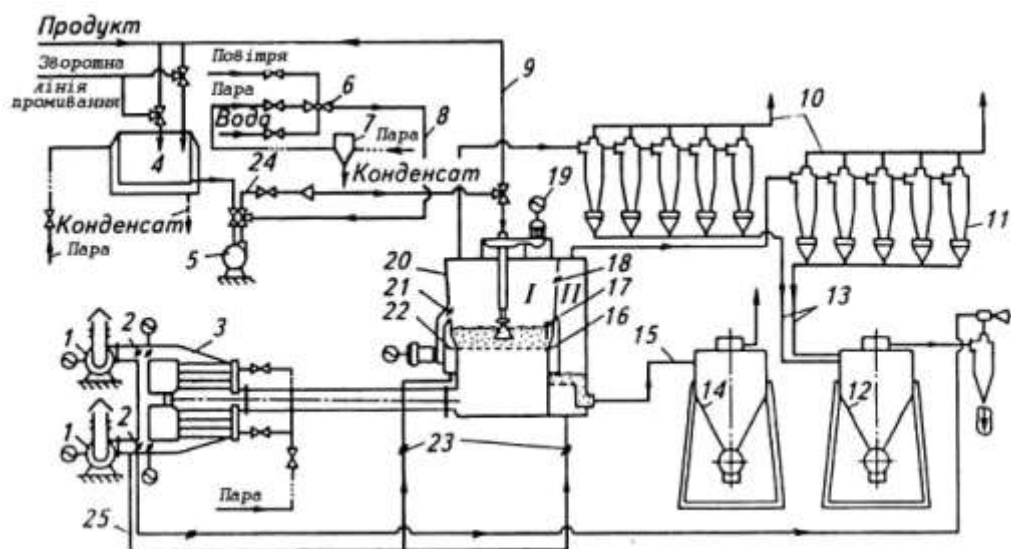 Продукт
Зворотна
лінія
промивання
Повітря
Пара
Вода
6
7
8
Пара
Конденсат
24
4
Конденсат
Пара
5
9
10
19
11
20
21
22
18
I
II
17
16
15
13
1
2
3
14
12
1
2
23
Пара
25